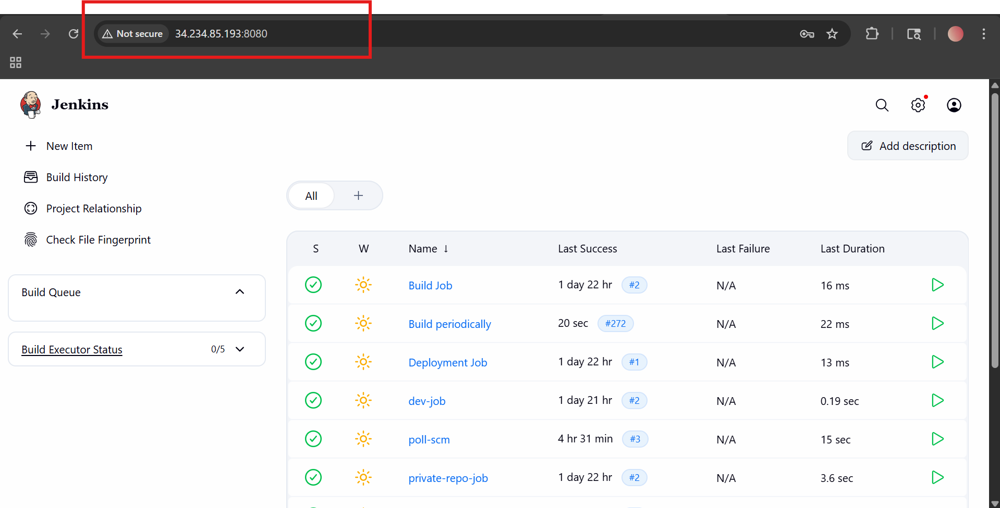 Not secure 34.234.85.193:8080
Jenkins
New Item
Build History
Project Relationship
Check File Fingerprint
Build Queue
Build Executor Status 0/5
Add description
All
S W Name ↓ Last Success Last Failure Last Duration
Build Job 1 day 22 hr #2 N/A 16 ms
Build periodically 20 sec #272 N/A 22 ms
Deployment Job 1 day 22 hr #1 N/A 13 ms
dev-job 1 day 21 hr #2 N/A 0.19 sec
poll-scm 4 hr 31 min #3 N/A 15 sec
private-repo-job 1 day 22 hr #2 N/A 3.6 sec